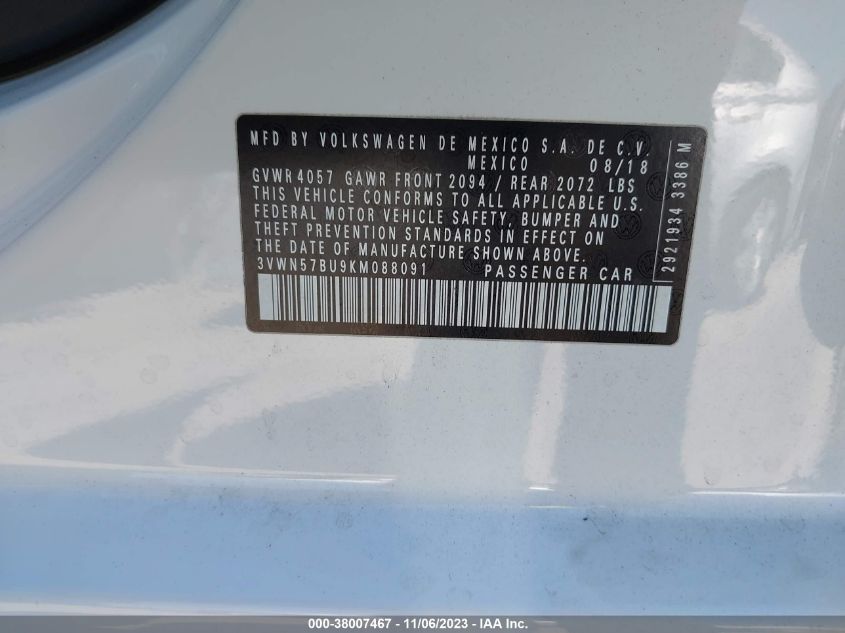 MFD BY VOLKSWAGEN DE MEXICO S.A. DE C.V.
MEXICO 08/18
GVWR 4057 GAWR FRONT 2094 / REAR 2072 LBS
THIS VEHICLE CONFORMS TO ALL APPLICABLE U.S.
FEDERAL MOTOR VEHICLE SAFETY, BUMPER AND
THEFT PREVENTION STANDARDS IN EFFECT ON
THE DATE OF MANUFACTURE SHOWN ABOVE.
3VWN57BU9KM088091 PASSENGER CAR
2921934 3386 M
000-38007467 - 11/06/2023 - IAA Inc.